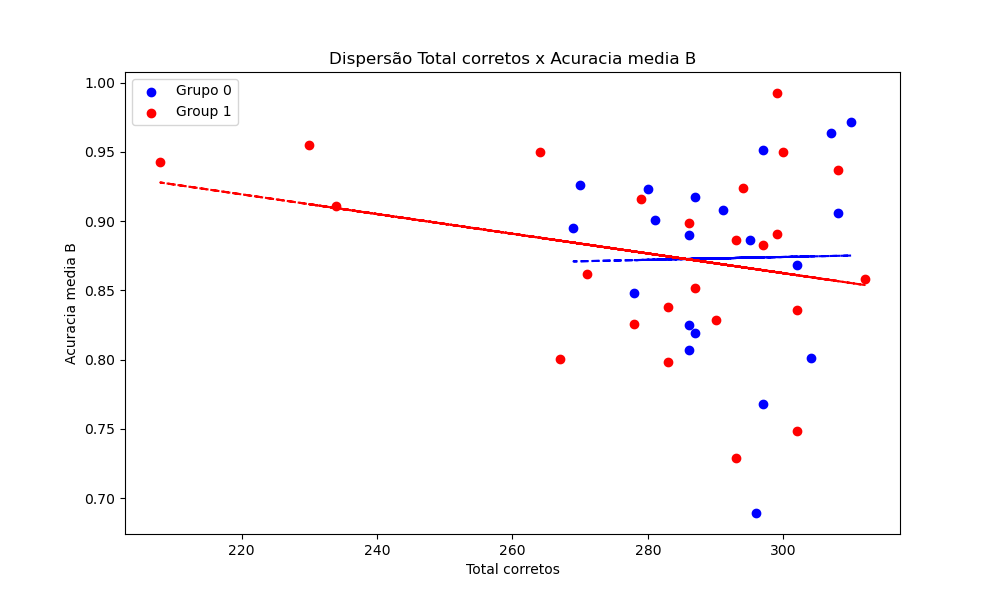 Dispersão Total corretos x Acuracia media B
Grupo 0
Group 1
1.00
0.95
0.90
0.85
0.80
0.75
0.70
Acuracia media B
220
240
260
280
300
Total corretos